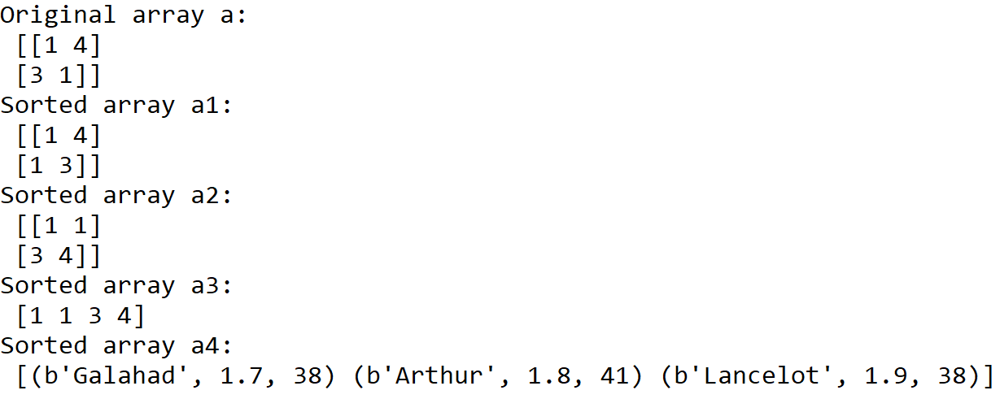 Original array a:
[[1 4]
[3 1]]
Sorted array a1:
[[1 4]
[1 3]]
Sorted array a2:
[[1 1]
[3 4]]
Sorted array a3:
[1 1 3 4]
Sorted array a4:
[(b'Galahad', 1.7, 38) (b'Arthur', 1.8, 41) (b'Lancelot', 1.9, 38)]